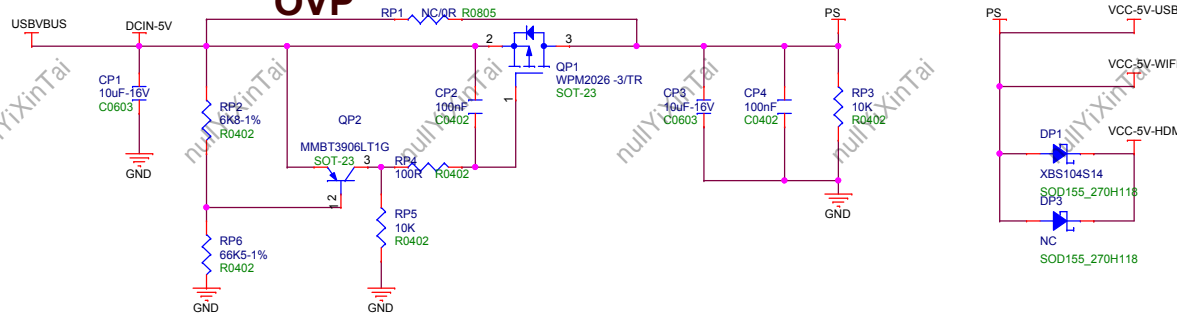 OVP
USBVBUS
DCIN-5V
RP1
NC/0R
R0805
PS
PS
VCC-5V-USB
2
3
CP1
10uF-16V
C0603
RP2
6K8-1%
R0402
CP2
100nF
C0402
1
QP1
WPM2026 -3/TR
SOT-23
CP3
10uF-16V
C0603
CP4
100nF
C0402
RP3
10K
R0402
VCC-5V-WIFI
VCC-5V-HDM
QP2
MMBT3906LT1G
SOT-23
3
1
2
RP4
100R
R0402
GND
RP5
10K
R0402
RP6
66K5-1%
R0402
GND
GND
GND
DP1
XBS104S14
SOD155_270H118
DP3
NC
SOD155_270H118
YiXinTai
nullYiXinTai
nullYiXinTai
nullYiXinTai
nullYiXinTai